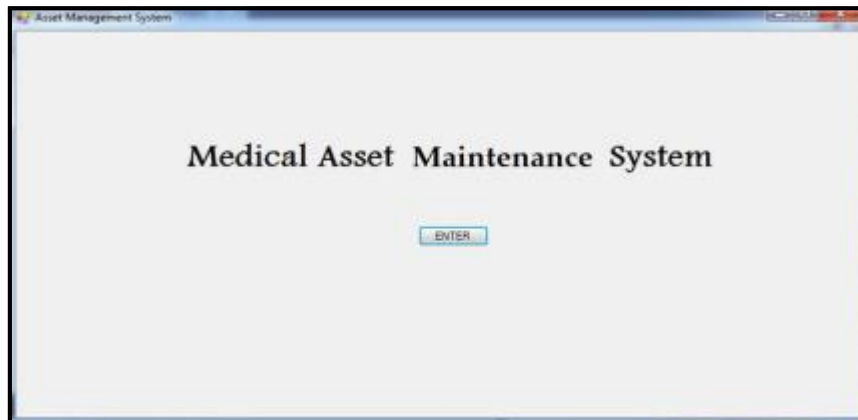 Asset Management System
Medical Asset Maintenance System
ENTER